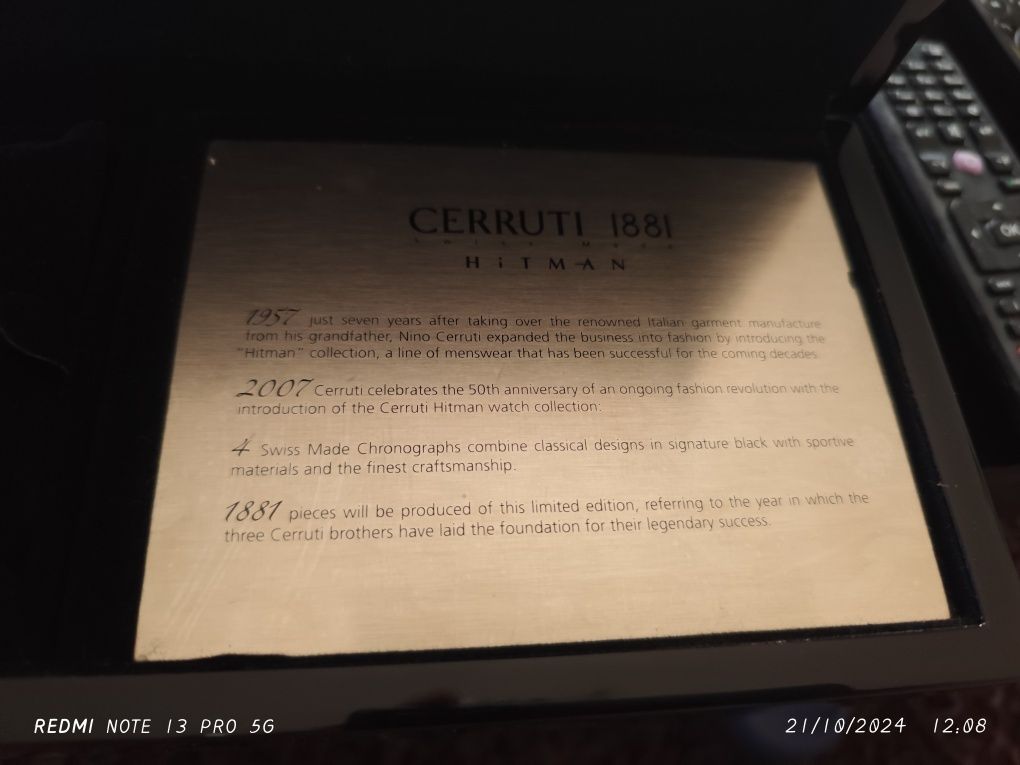 CERRUTI 1881
Swiss Made
HiTMAN
1957 just seven years after taking over the renowned Italian garment manufacture
from his grandfather, Nino Cerruti expanded the business into fashion by introducing the
"Hitman" collection, a line of menswear that has been successful for the coming decades.
2007 Cerruti celebrates the 50th anniversary of an ongoing fashion revolution with the
introduction of the Cerruti Hitman watch collection:
4 Swiss Made Chronographs combine classical designs in signature black with sportive
materials and the finest craftsmanship.
1881 pieces will be produced of this limited edition, referring to the year in which the
three Cerruti brothers have laid the foundation for their legendary success.
OK
REDMI NOTE 13 PRO 5G
21/10/2024 12:08